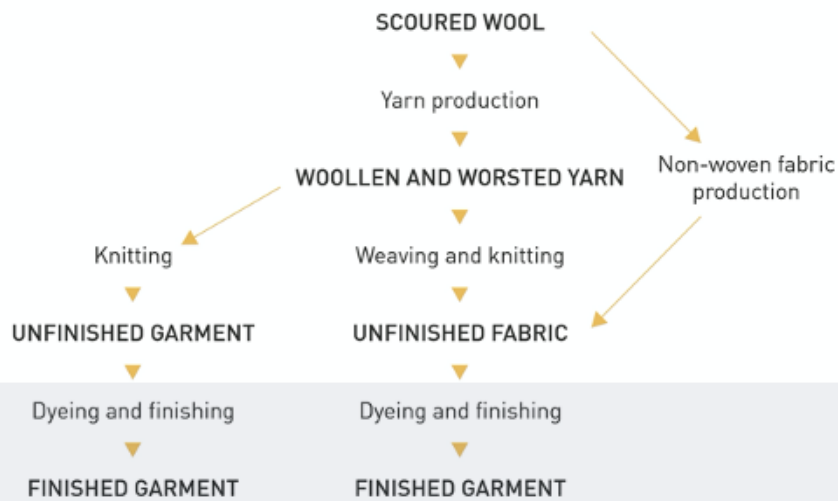 SCOURED WOOL
Yarn production
WOOLLEN AND WORSTED YARN
Non-woven fabric
production
Knitting
Weaving and knitting
UNFINISHED GARMENT
UNFINISHED FABRIC
Dyeing and finishing
Dyeing and finishing
FINISHED GARMENT
FINISHED GARMENT